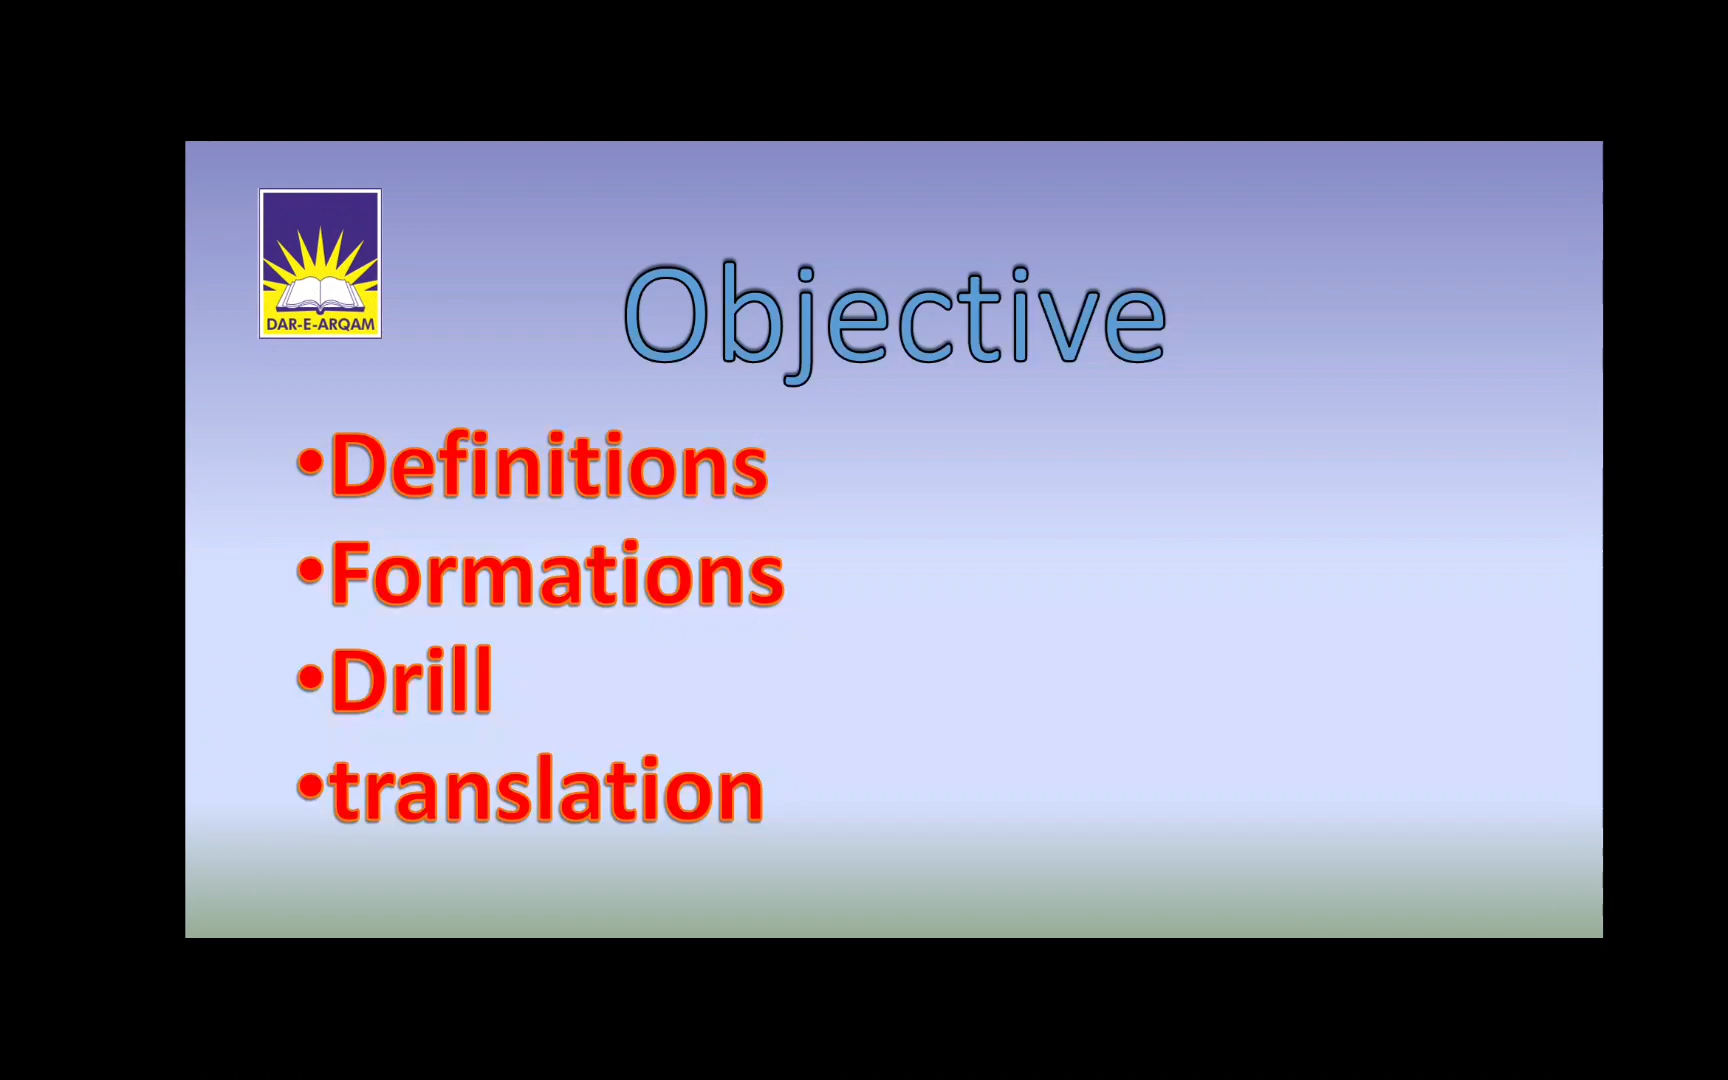 DAR-E-ARQAM
Objective
•Definitions
•Formations
•Drill
•translation